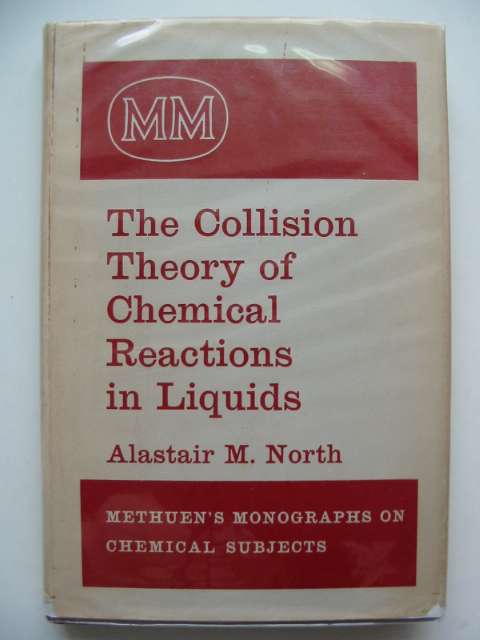 MM
The Collision
Theory of
Chemical
Reactions
in Liquids
Alastair M. North
METHUEN'S MONOGRAPHS ON
CHEMICAL SUBJECTS